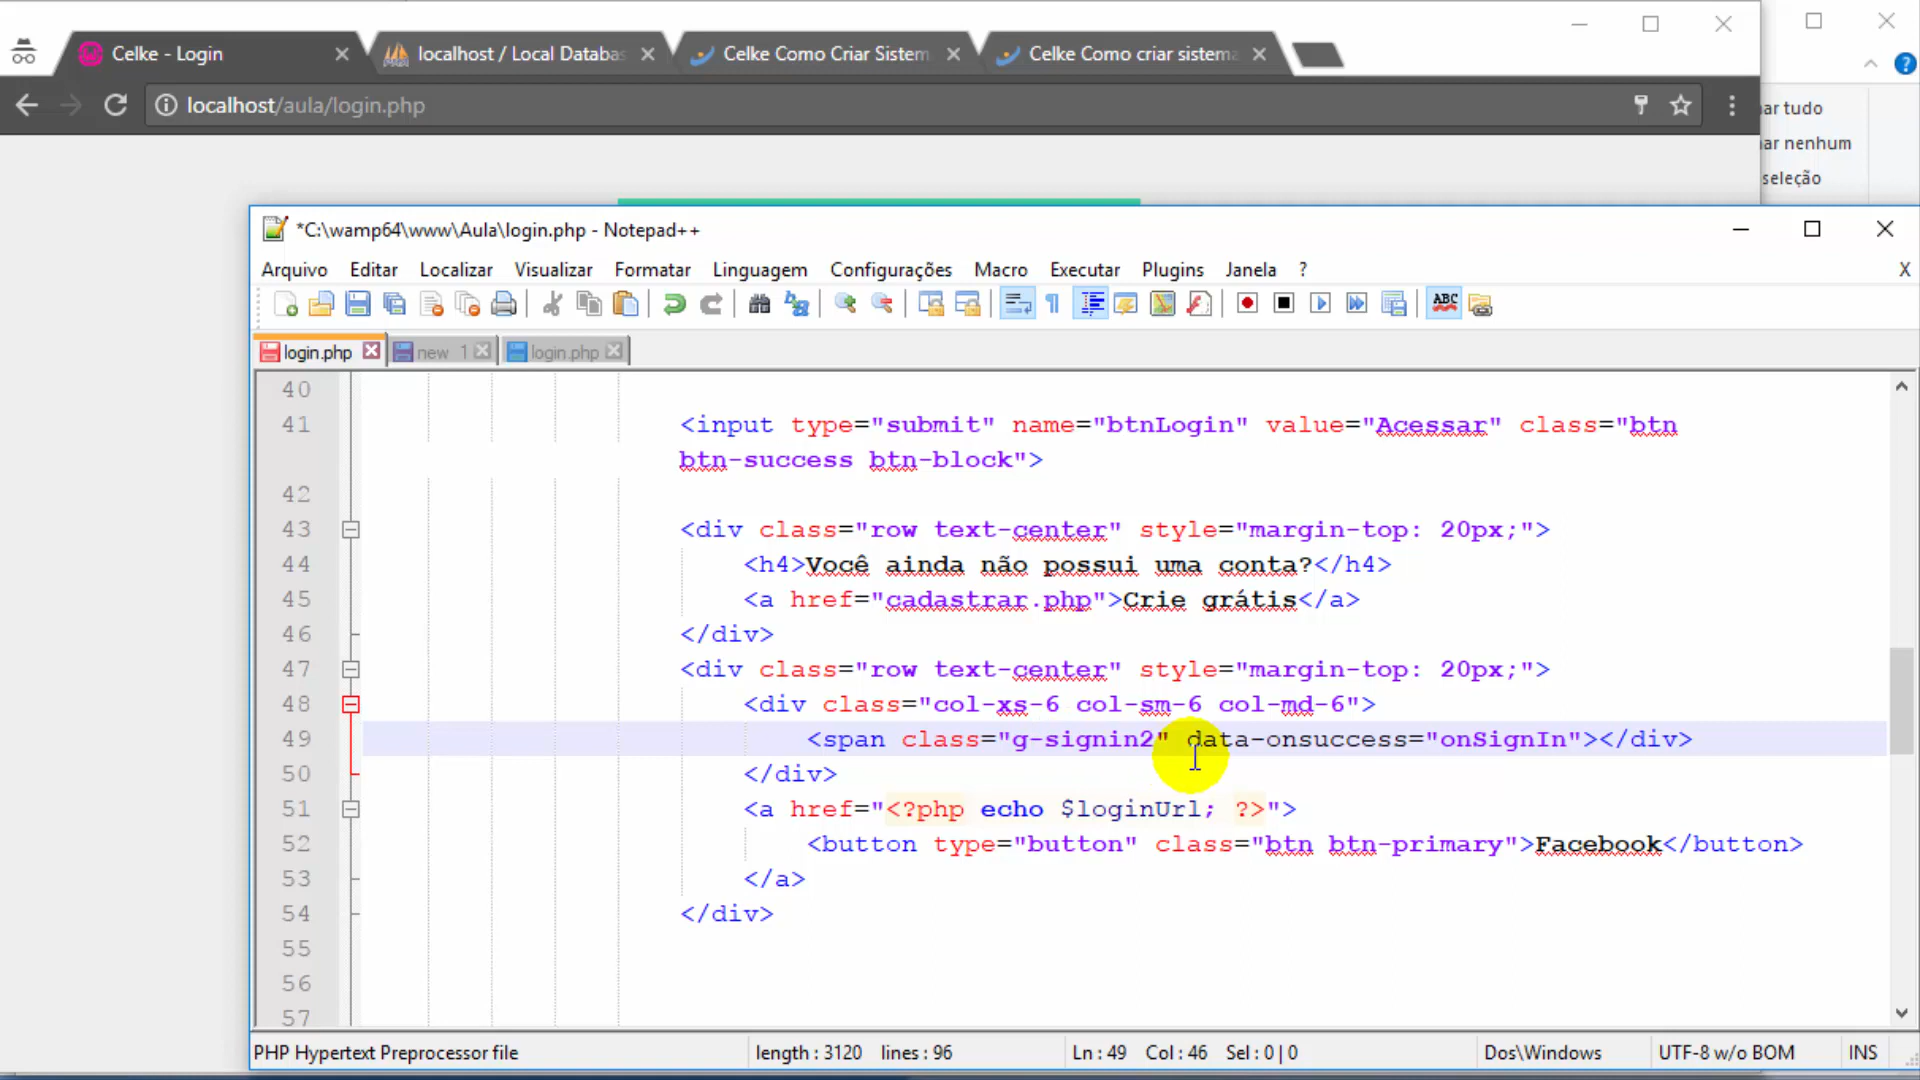 Celke - Login
localhost / Local Databas
Celke Como Criar Sistem
Celke Como criar sistema
localhost/aula/login.php
ar tudo
ar nenhum
seleção
*C:\wamp64\www\Aula\login.php - Notepad++
Arquivo Editar Localizar Visualizar Formatar Linguagem Configurações Macro Executar Plugins Janela ? X
ABC
login.php new 1 login.php
40
41 <input type="submit" name="btnLogin" value="Acessar" class="btn
btn-success btn-block">
42
43 <div class="row text-center" style="margin-top: 20px;">
44 <h4>Você ainda não possui uma conta?</h4>
45 <a href="cadastrar.php">Crie grátis</a>
46 </div>
47 <div class="row text-center" style="margin-top: 20px;">
48 <div class="col-xs-6 col-sm-6 col-md-6">
49 <span class="g-signin2" data-onsuccess="onSignIn"></div>
50 </div>
51 <a href="<?php echo $loginUrl; ?>">
52 <button type="button" class="btn btn-primary">Facebook</button>
53 </a>
54 </div>
55
56
57
PHP Hypertext Preprocessor file length : 3120 lines : 96 Ln : 49 Col : 46 Sel : 0 | 0 Dos\Windows UTF-8 w/o BOM INS